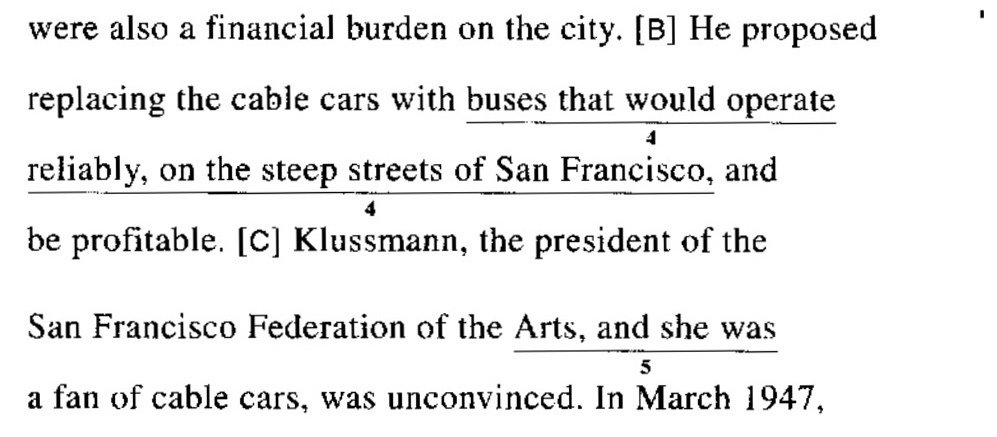 were also a financial burden on the city. [B] He proposed
replacing the cable cars with buses that would operate
4
reliably, on the steep streets of San Francisco, and
4
be profitable. [C] Klussmann, the president of the
San Francisco Federation of the Arts, and she was
5
a fan of cable cars, was unconvinced. In March 1947,